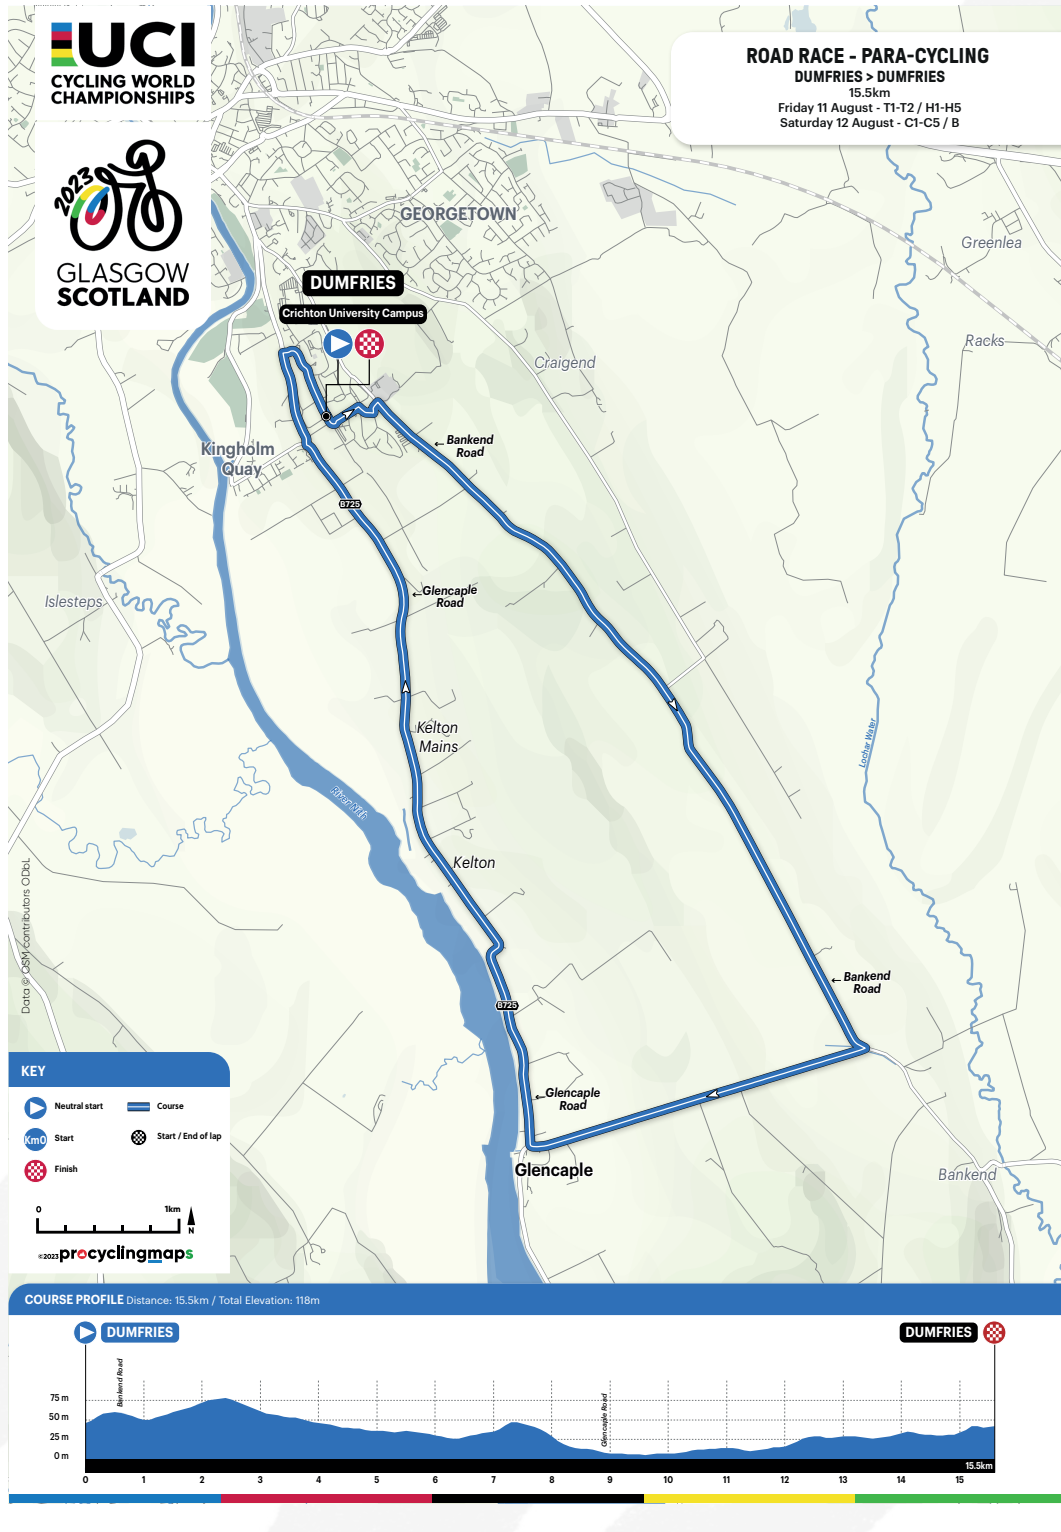 UCI
CYCLING WORLD
CHAMPIONSHIPS
2023
GLASGOW
SCOTLAND
ROAD RACE - PARA-CYCLING
DUMFRIES > DUMFRIES
15.5km
Friday 11 August - T1-T2 / H1-H5
Saturday 12 August - C1-C5 / B
GEORGETOWN
Greenlea
DUMFRIES
Crichton University Campus
Racks
Craigend
Kingholm
Quay
←Bankend
Road
B725
Islesteps
←Glencaple
Road
Kelton
Mains
Lochar Water
River Nith
Kelton
Data © OSM contributors ODbL
←Bankend
Road
B725
←Glencaple
Road
Glencaple
Bankend
KEY
Neutral start
Course
Km0
Start
Start / End of lap
Finish
0 1km
N
©2023 procyclingmaps
COURSE PROFILE Distance: 15.5km / Total Elevation: 118m
DUMFRIES
DUMFRIES
Bankend Road
Glencaple Road
75 m
50 m
25 m
0 m
15.5km
0 1 2 3 4 5 6 7 8 9 10 11 12 13 14 15